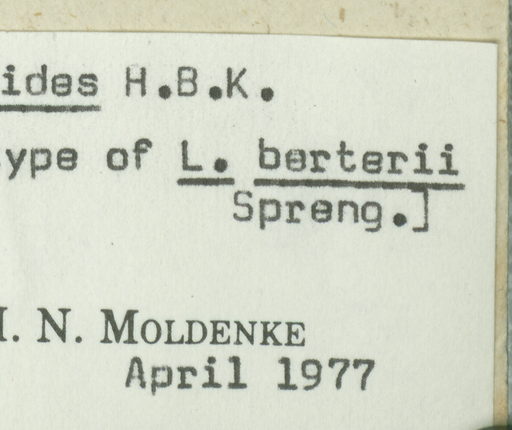 ides H.B.K.
ype of L. berterii
Spreng.]
. N. MOLDENKE
April 1977